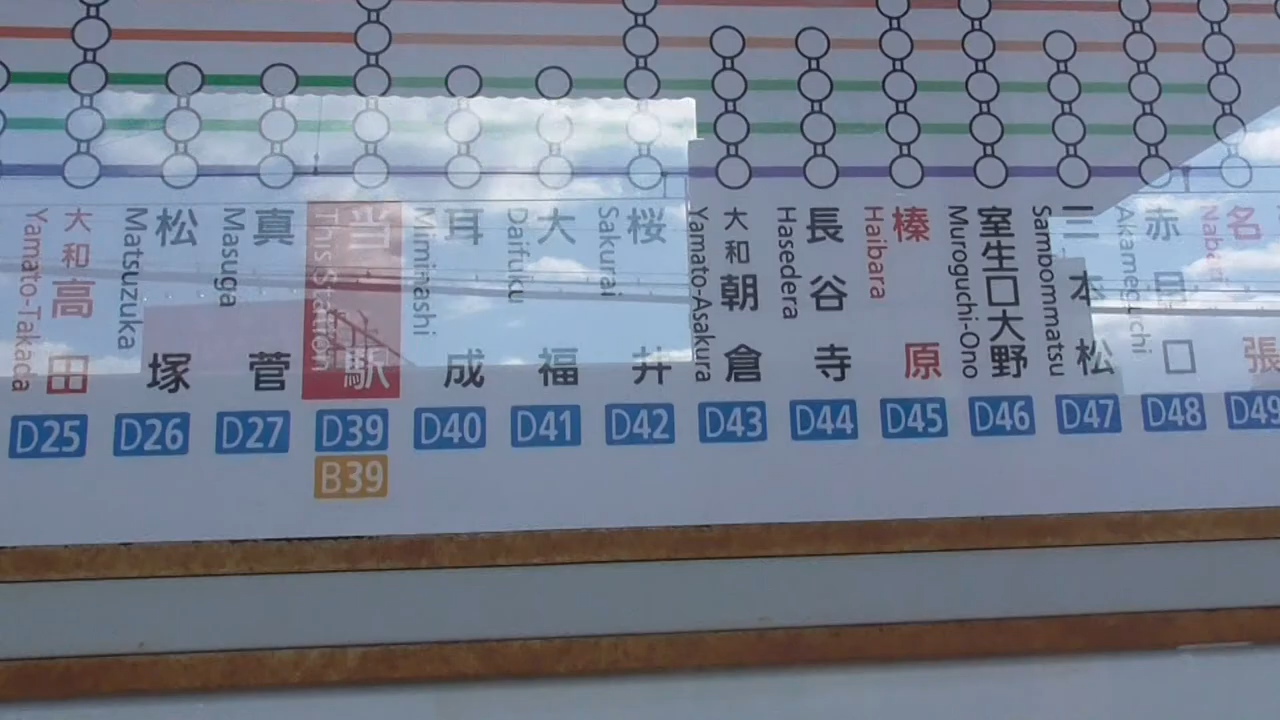 大和高田
Yamato-Takada
D25
松塚
Matsuzuka
D26
真菅
Masuga
D27
当駅
This Station
D39
B39
耳成
Miminashi
D40
大福
Daifuku
D41
桜井
Sakurai
D42
大和朝倉
Yamato-Asakura
D43
長谷寺
Hasedera
D44
榛原
Haibara
D45
室生口大野
Muroguchi-Ono
D46
三本松
Sambommatsu
D47
赤目口
Akameguchi
D48
名張
Nabari
D49